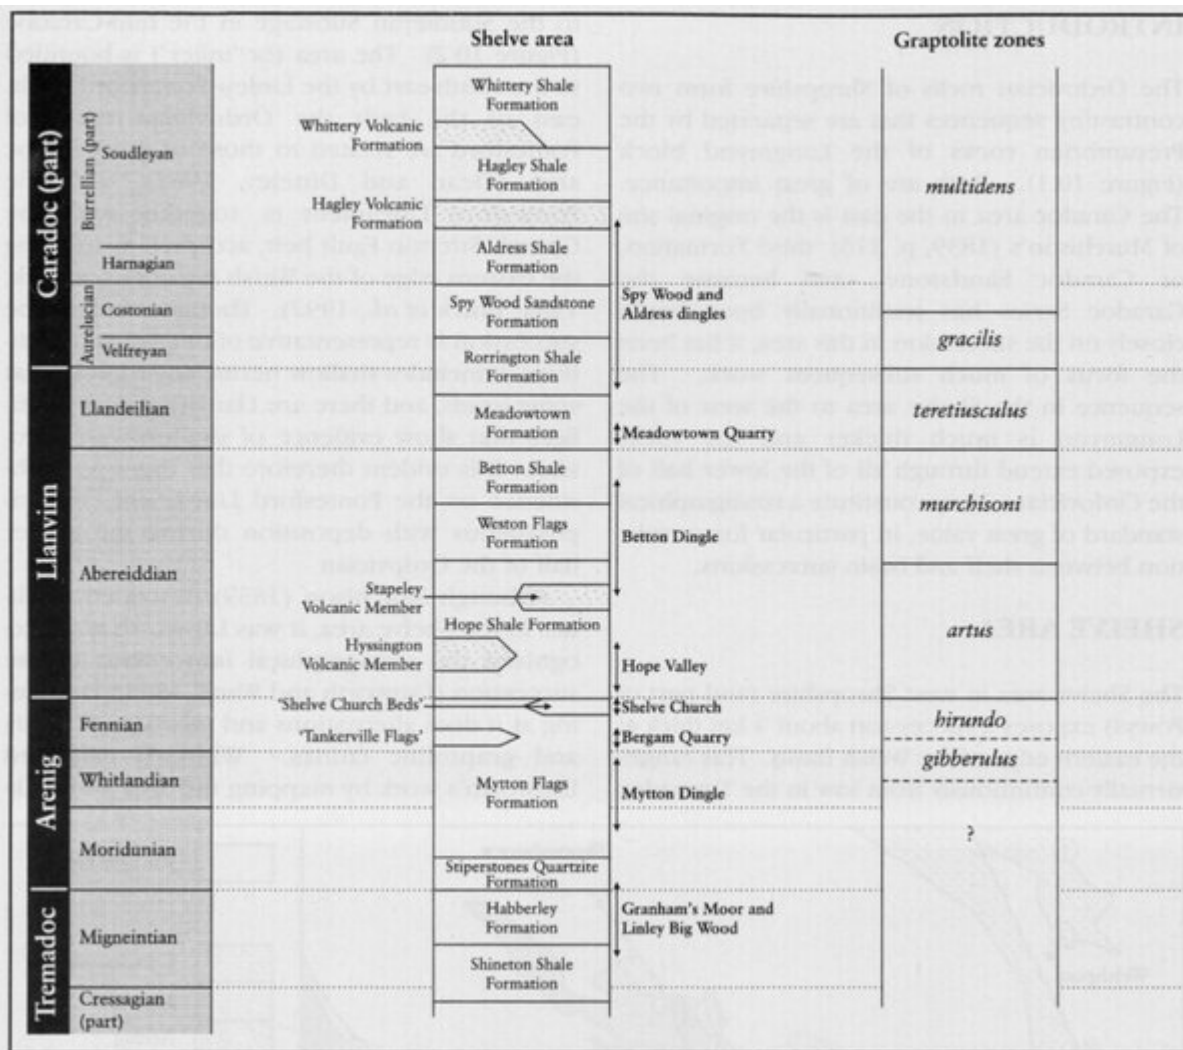 Shelve area
Graptolite zones
Caradoc (part)
Burrellian (part)
Soudleyan
Harnagian
Aurelucian
Costonian
Velfreyan
Llanvirn
Llandeilian
Abereiddian
Arenig
Fennian
Whitlandian
Moridunian
Tremadoc
Migneintian
Cressagian
(part)
Whittery Shale
Formation
Whittery Volcanic
Formation
Hagley Shale
Formation
Hagley Volcanic
Formation
Aldress Shale
Formation
Spy Wood Sandstone
Formation
Rorrington Shale
Formation
Meadowtown
Formation
Betton Shale
Formation
Weston Flags
Formation
Stapeley
Volcanic Member
Hope Shale Formation
Hyssington
Volcanic Member
'Shelve Church Beds'
'Tankerville Flags'
Mytton Flags
Formation
Stiperstones Quartzite
Formation
Habberley
Formation
Shineton Shale
Formation
Spy Wood and
Aldress dingles
Meadowtown Quarry
Betton Dingle
Hope Valley
Shelve Church
Bergam Quarry
Mytton Dingle
Granham's Moor and
Linley Big Wood
multidens
gracilis
teretiusculus
murchisoni
artus
hirundo
gibberulus
?